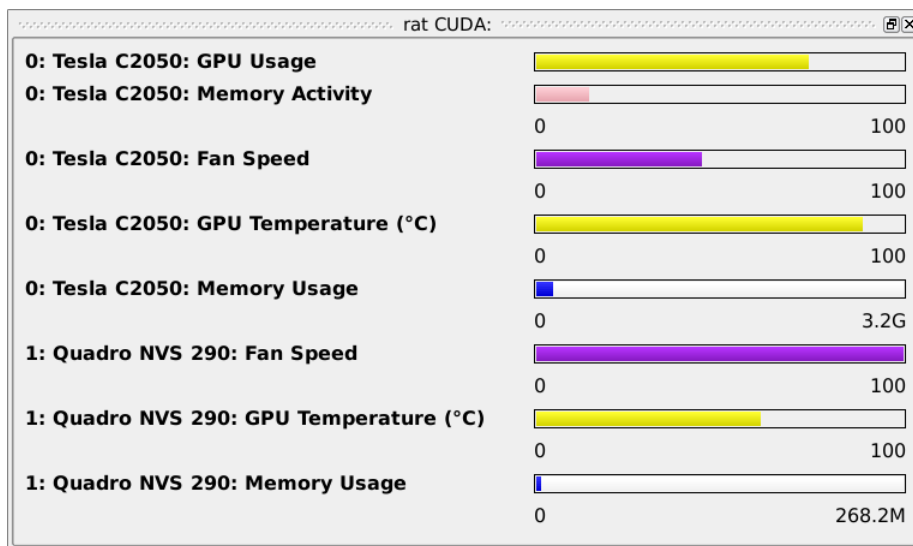 rat CUDA:
0: Tesla C2050: GPU Usage
0: Tesla C2050: Memory Activity
0 100
0: Tesla C2050: Fan Speed
0 100
0: Tesla C2050: GPU Temperature (°C)
0 100
0: Tesla C2050: Memory Usage
0 3.2G
1: Quadro NVS 290: Fan Speed
0 100
1: Quadro NVS 290: GPU Temperature (°C)
0 100
1: Quadro NVS 290: Memory Usage
0 268.2M